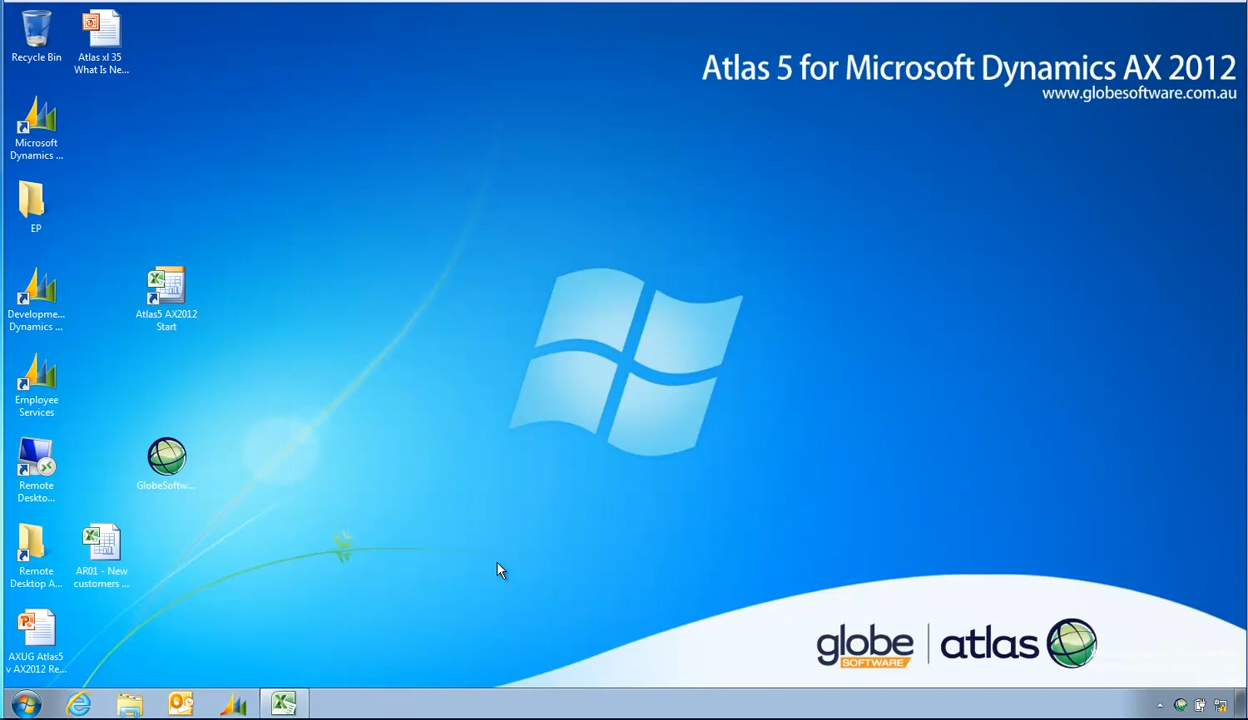 Recycle Bin
Atlas xl 35
What Is Ne...
Atlas 5 for Microsoft Dynamics AX 2012
www.globesoftware.com.au
Microsoft
Dynamics ...
EP
Developme...
Dynamics ...
Atlas5 AX2012
Start
Employee
Services
Remote
Deskto...
GlobeSoftw...
Remote
Desktop A...
AR01 - New
customers ...
AXUG Atlas5
v AX2012 Re...
globe
SOFTWARE
atlas